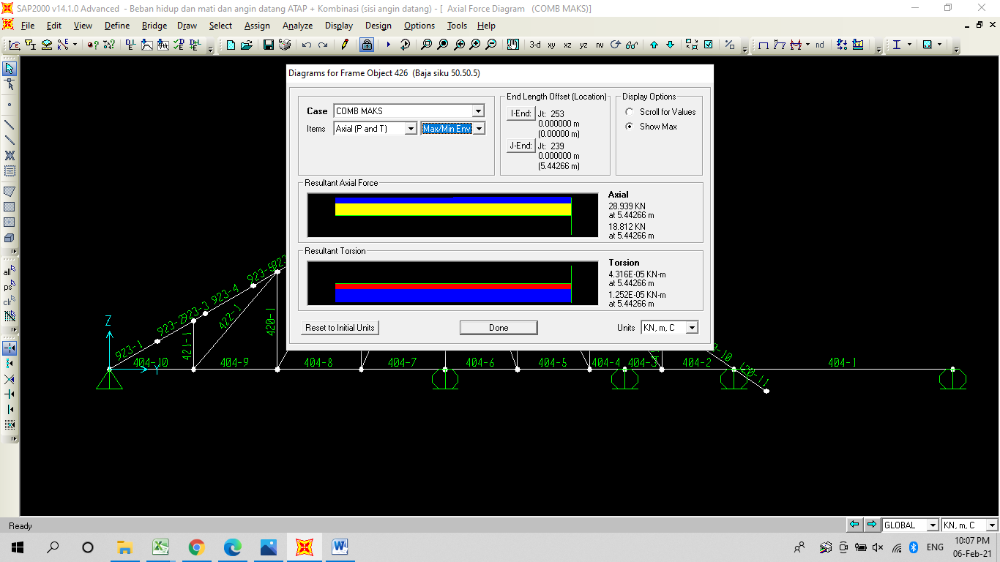 SAP2000 v14.1.0 Advanced - Beban hidup dan mati dan angin datang ATAP + Kombinasi (sisi angin datang) - [ Axial Force Diagram (COMB MAKS)]
File Edit View Define Bridge Draw Select Assign Analyze Display Design Options Tools Help
3-d xy xz yz nv nd
Diagrams for Frame Object 426 (Baja siku 50.50.5)
Case COMB MAKS
Items Axial (P and T) Max/Min Env
End Length Offset (Location)
I-End: Jt: 253
0.000000 m
(0.00000 m)
J-End: Jt: 239
0.000000 m
(5.44266 m)
Display Options
Scroll for Values
Show Max
Resultant Axial Force
Axial
28.939 KN
at 5.44266 m
18.812 KN
at 5.44266 m
Resultant Torsion
Torsion
4.316E-05 KN-m
at 5.44266 m
1.252E-05 KN-m
at 5.44266 m
Reset to Initial Units Done Units KN, m, C
all
ps
clr
Z
Y
923-1
923-2
923-3
923-4
421-1
422-1
420-1
404-10 404-9 404-8 404-7 404-6 404-5 404-4 404-3 404-2 404-1
Ready GLOBAL KN, m, C
ENG
10:07 PM
06-Feb-21